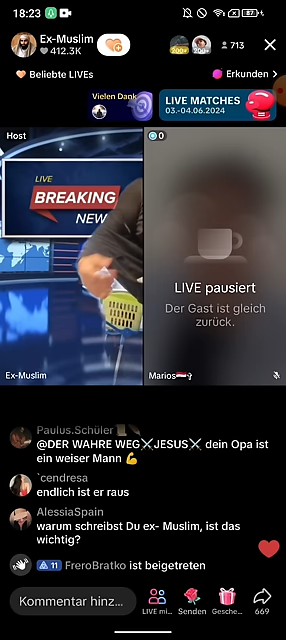 18:23
87
Ex-Muslim
412.3K
200+
200+
713
Beliebte LIVEs
Erkunden
Vielen Dank
LIVE MATCHES
03.-04.06.2024
Host
0
LIVE
BREAKING
NEW
LIVE pausiert
Der Gast ist gleich
zurück.
Ex-Muslim
Marios🇪🇬✞
Paulus.Schüler
@DER WAHRE WEG⚔JESUS⚔ dein Opa ist
ein weiser Mann 💪
`cendresa
endlich ist er raus
AlessiaSpain
warum schreibst Du ex- Muslim, ist das
wichtig?
11 FreroBratko ist beigetreten
Kommentar hinz...
LIVE mi...
Senden
Gesche...
669